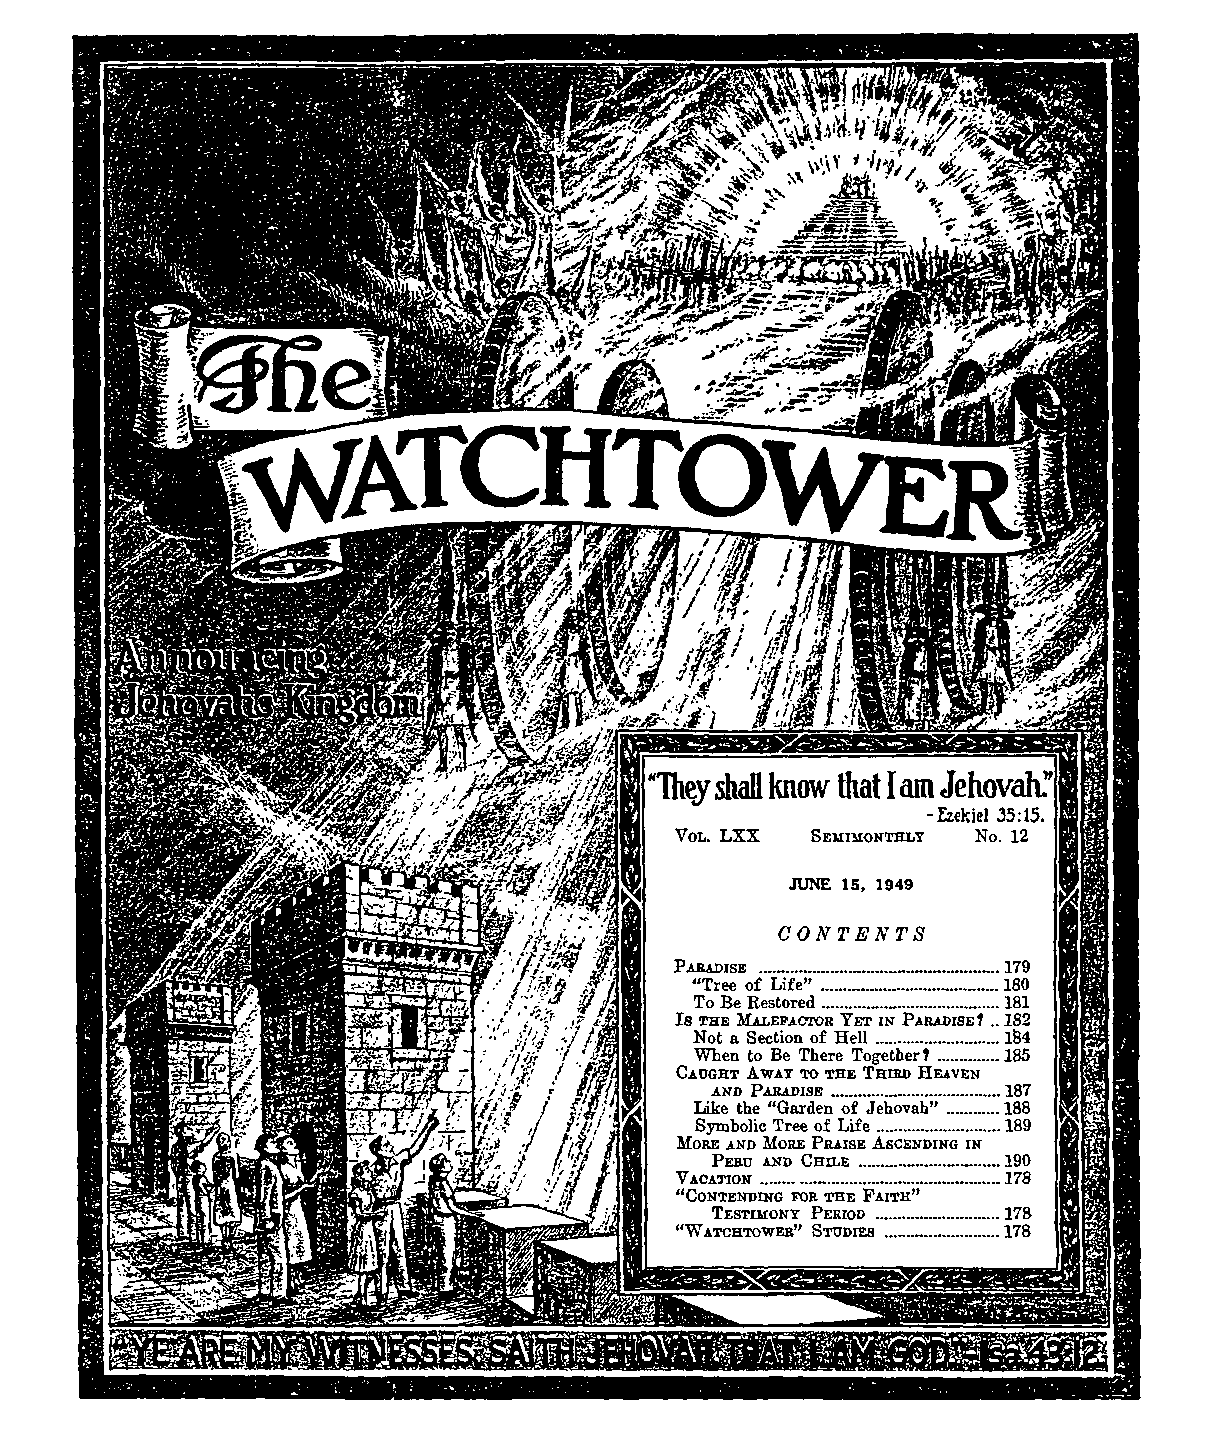 The
WATCHTOWER
Announcing
Jehovah's Kingdom
"They shall know that I am Jehovah."
- Ezekiel 35:15.
VOL. LXX SEMIMONTHLY No. 12
JUNE 15, 1949
CONTENTS
PARADISE ........ 179
"Tree of Life" ........ 180
To Be Restored ........ 181
IS THE MALEFACTOR YET IN PARADISE? .. 182
Not a Section of Hell ........ 184
When to Be There Together? ........ 185
CAUGHT AWAY TO THE THIRD HEAVEN
AND PARADISE ........ 187
Like the "Garden of Jehovah" ........ 188
Symbolic Tree of Life ........ 189
MORE AND MORE PRAISE ASCENDING IN
PERU AND CHILE ........ 190
VACATION ........ 178
"CONTENDING FOR THE FAITH"
TESTIMONY PERIOD ........ 178
"WATCHTOWER" STUDIES ........ 178
"YE ARE MY WITNESSES, SAITH JEHOVAH, THAT I AM GOD."-Isa. 43:12.